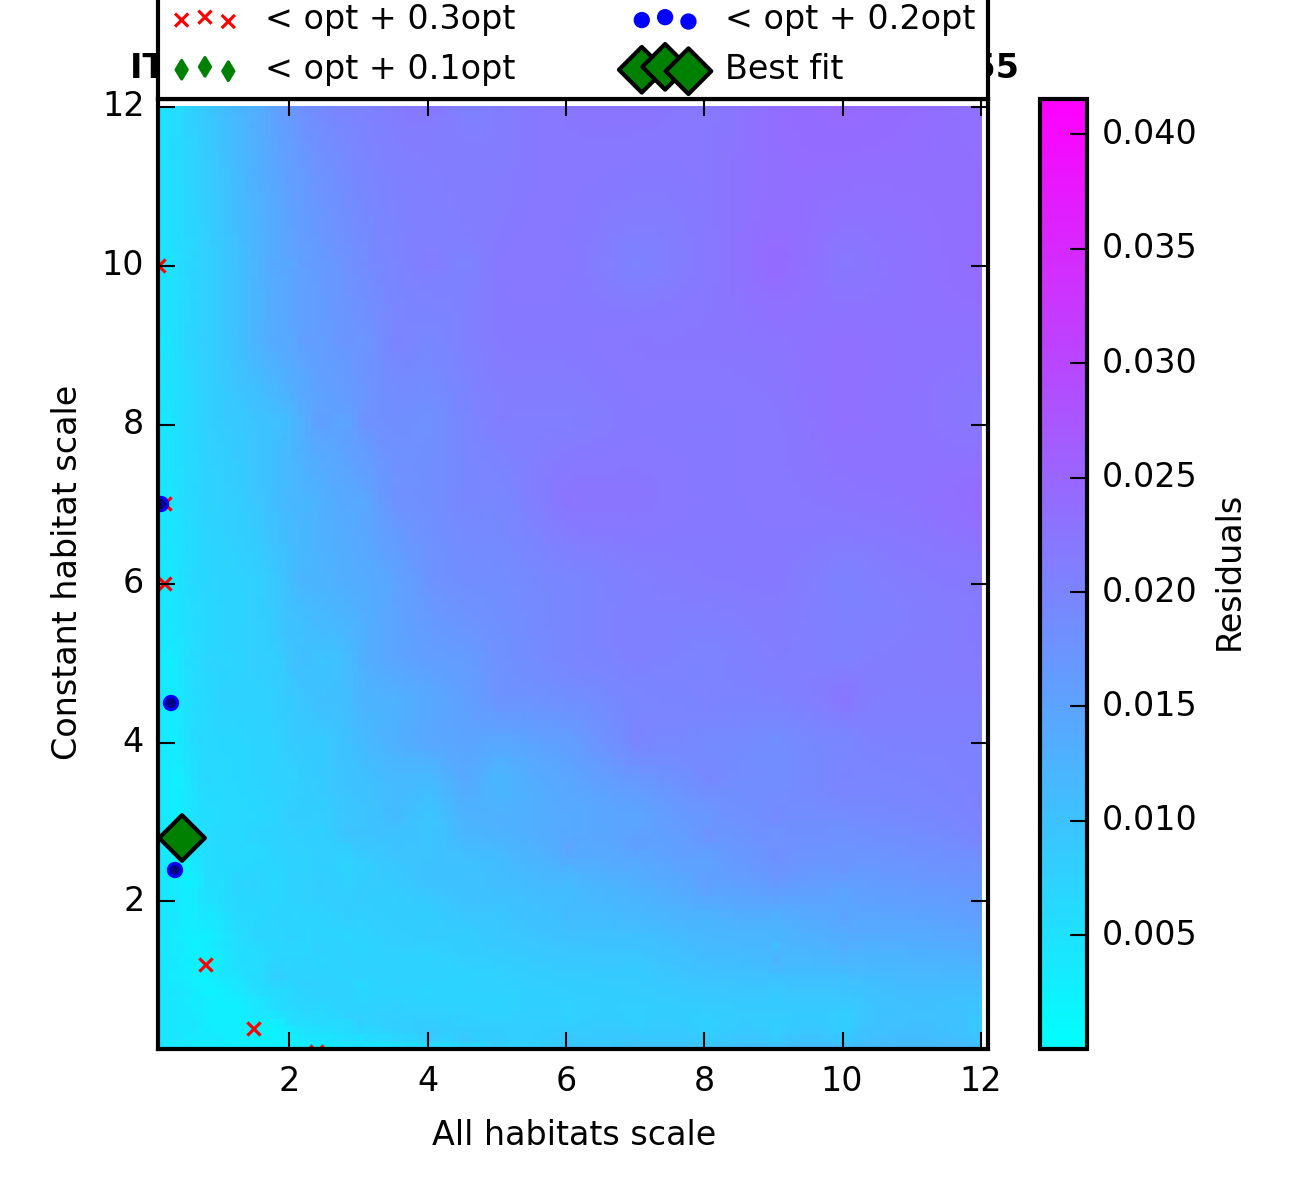 < opt + 0.3opt
< opt + 0.2opt
< opt + 0.1opt
Best fit
12
10
8
6
4
2
Constant habitat scale
2
4
6
8
10
12
All habitats scale
0.040
0.035
0.030
0.025
0.020
0.015
0.010
0.005
Residuals